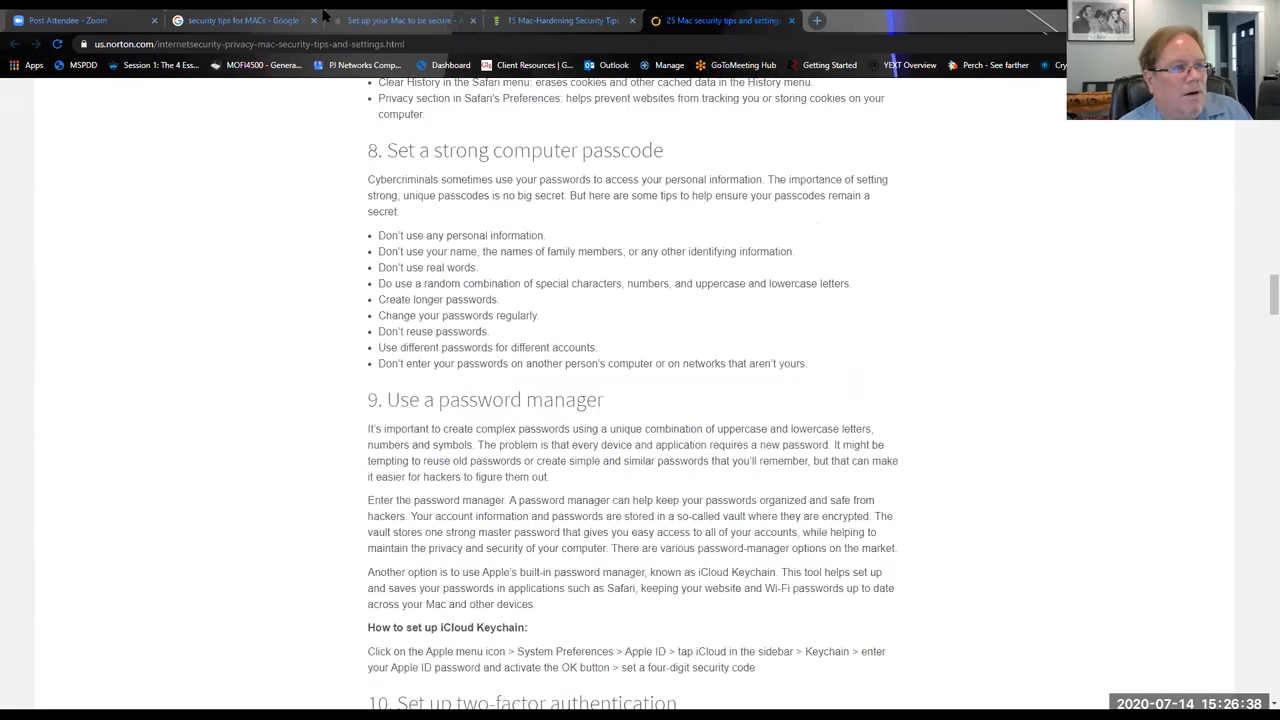 Post Attendee - Zoom
security tips for MACs - Google S
Set up your Mac to be secure - A
15 Mac-Hardening Security Tips
25 Mac security tips and settings
us.norton.com/internetsecurity-privacy-mac-security-tips-and-settings.html
Apps
MSPDD
Session 1: The 4 Ess...
MOFI4500 - Genera...
PJ Networks Comp...
Dashboard
Client Resources | G...
Outlook
Manage
GoToMeeting Hub
Getting Started
YEXT Overview
Perch - See farther
Cry
Clear History in the Safari menu: erases cookies and other cached data in the History menu.
• Privacy section in Safari's Preferences: helps prevent websites from tracking you or storing cookies on your
computer.
8. Set a strong computer passcode
Cybercriminals sometimes use your passwords to access your personal information. The importance of setting
strong, unique passcodes is no big secret. But here are some tips to help ensure your passcodes remain a
secret:
• Don't use any personal information.
• Don't use your name, the names of family members, or any other identifying information.
• Don't use real words.
• Do use a random combination of special characters, numbers, and uppercase and lowercase letters.
• Create longer passwords.
• Change your passwords regularly.
• Don't reuse passwords.
• Use different passwords for different accounts.
• Don't enter your passwords on another person's computer or on networks that aren't yours.
9. Use a password manager
It's important to create complex passwords using a unique combination of uppercase and lowercase letters,
numbers and symbols. The problem is that every device and application requires a new password. It might be
tempting to reuse old passwords or create simple and similar passwords that you'll remember, but that can make
it easier for hackers to figure them out.
Enter the password manager. A password manager can help keep your passwords organized and safe from
hackers. Your account information and passwords are stored in a so-called vault where they are encrypted. The
vault stores one strong master password that gives you easy access to all of your accounts, while helping to
maintain the privacy and security of your computer. There are various password-manager options on the market.
Another option is to use Apple's built-in password manager, known as iCloud Keychain. This tool helps set up
and saves your passwords in applications such as Safari, keeping your website and Wi-Fi passwords up to date
across your Mac and other devices.
How to set up iCloud Keychain:
Click on the Apple menu icon > System Preferences > Apple ID > tap iCloud in the sidebar > Keychain > enter
your Apple ID password and activate the OK button > set a four-digit security code
10. Set up two-factor authentication
2020-07-14 15:26:38